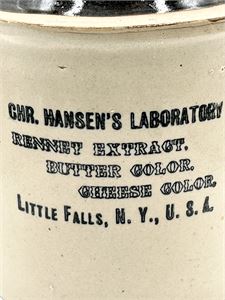 CHR. HANSEN'S LABORATORY
RENNET EXTRACT.
BUTTER COLOR.
CHEESE COLOR,
LITTLE FALLS, N. Y., U. S. A.